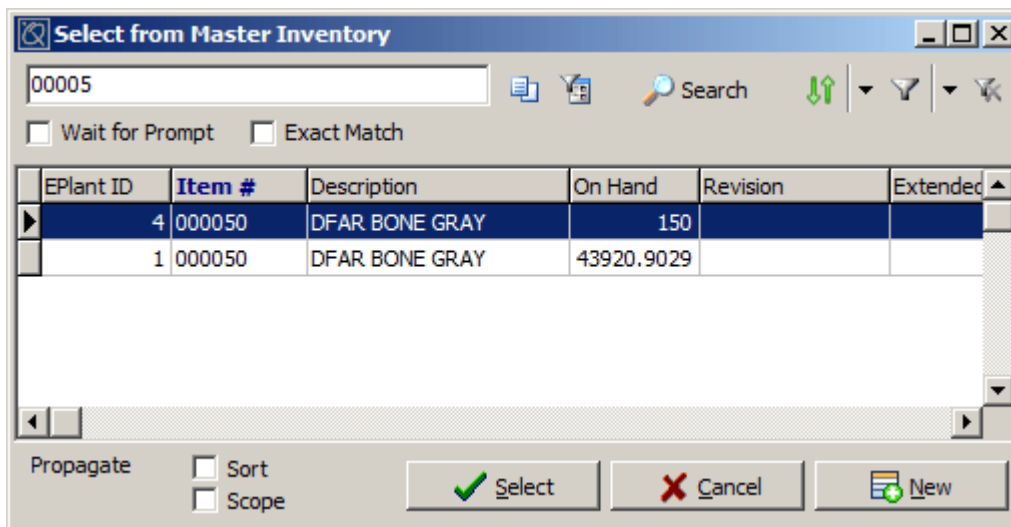 Select from Master Inventory
00005 Search
Wait for Prompt Exact Match
EPlant ID Item # Description On Hand Revision Extended
4 000050 DFAR BONE GRAY 150
1 000050 DFAR BONE GRAY 43920.9029
Propagate Sort
Scope
Select Cancel New